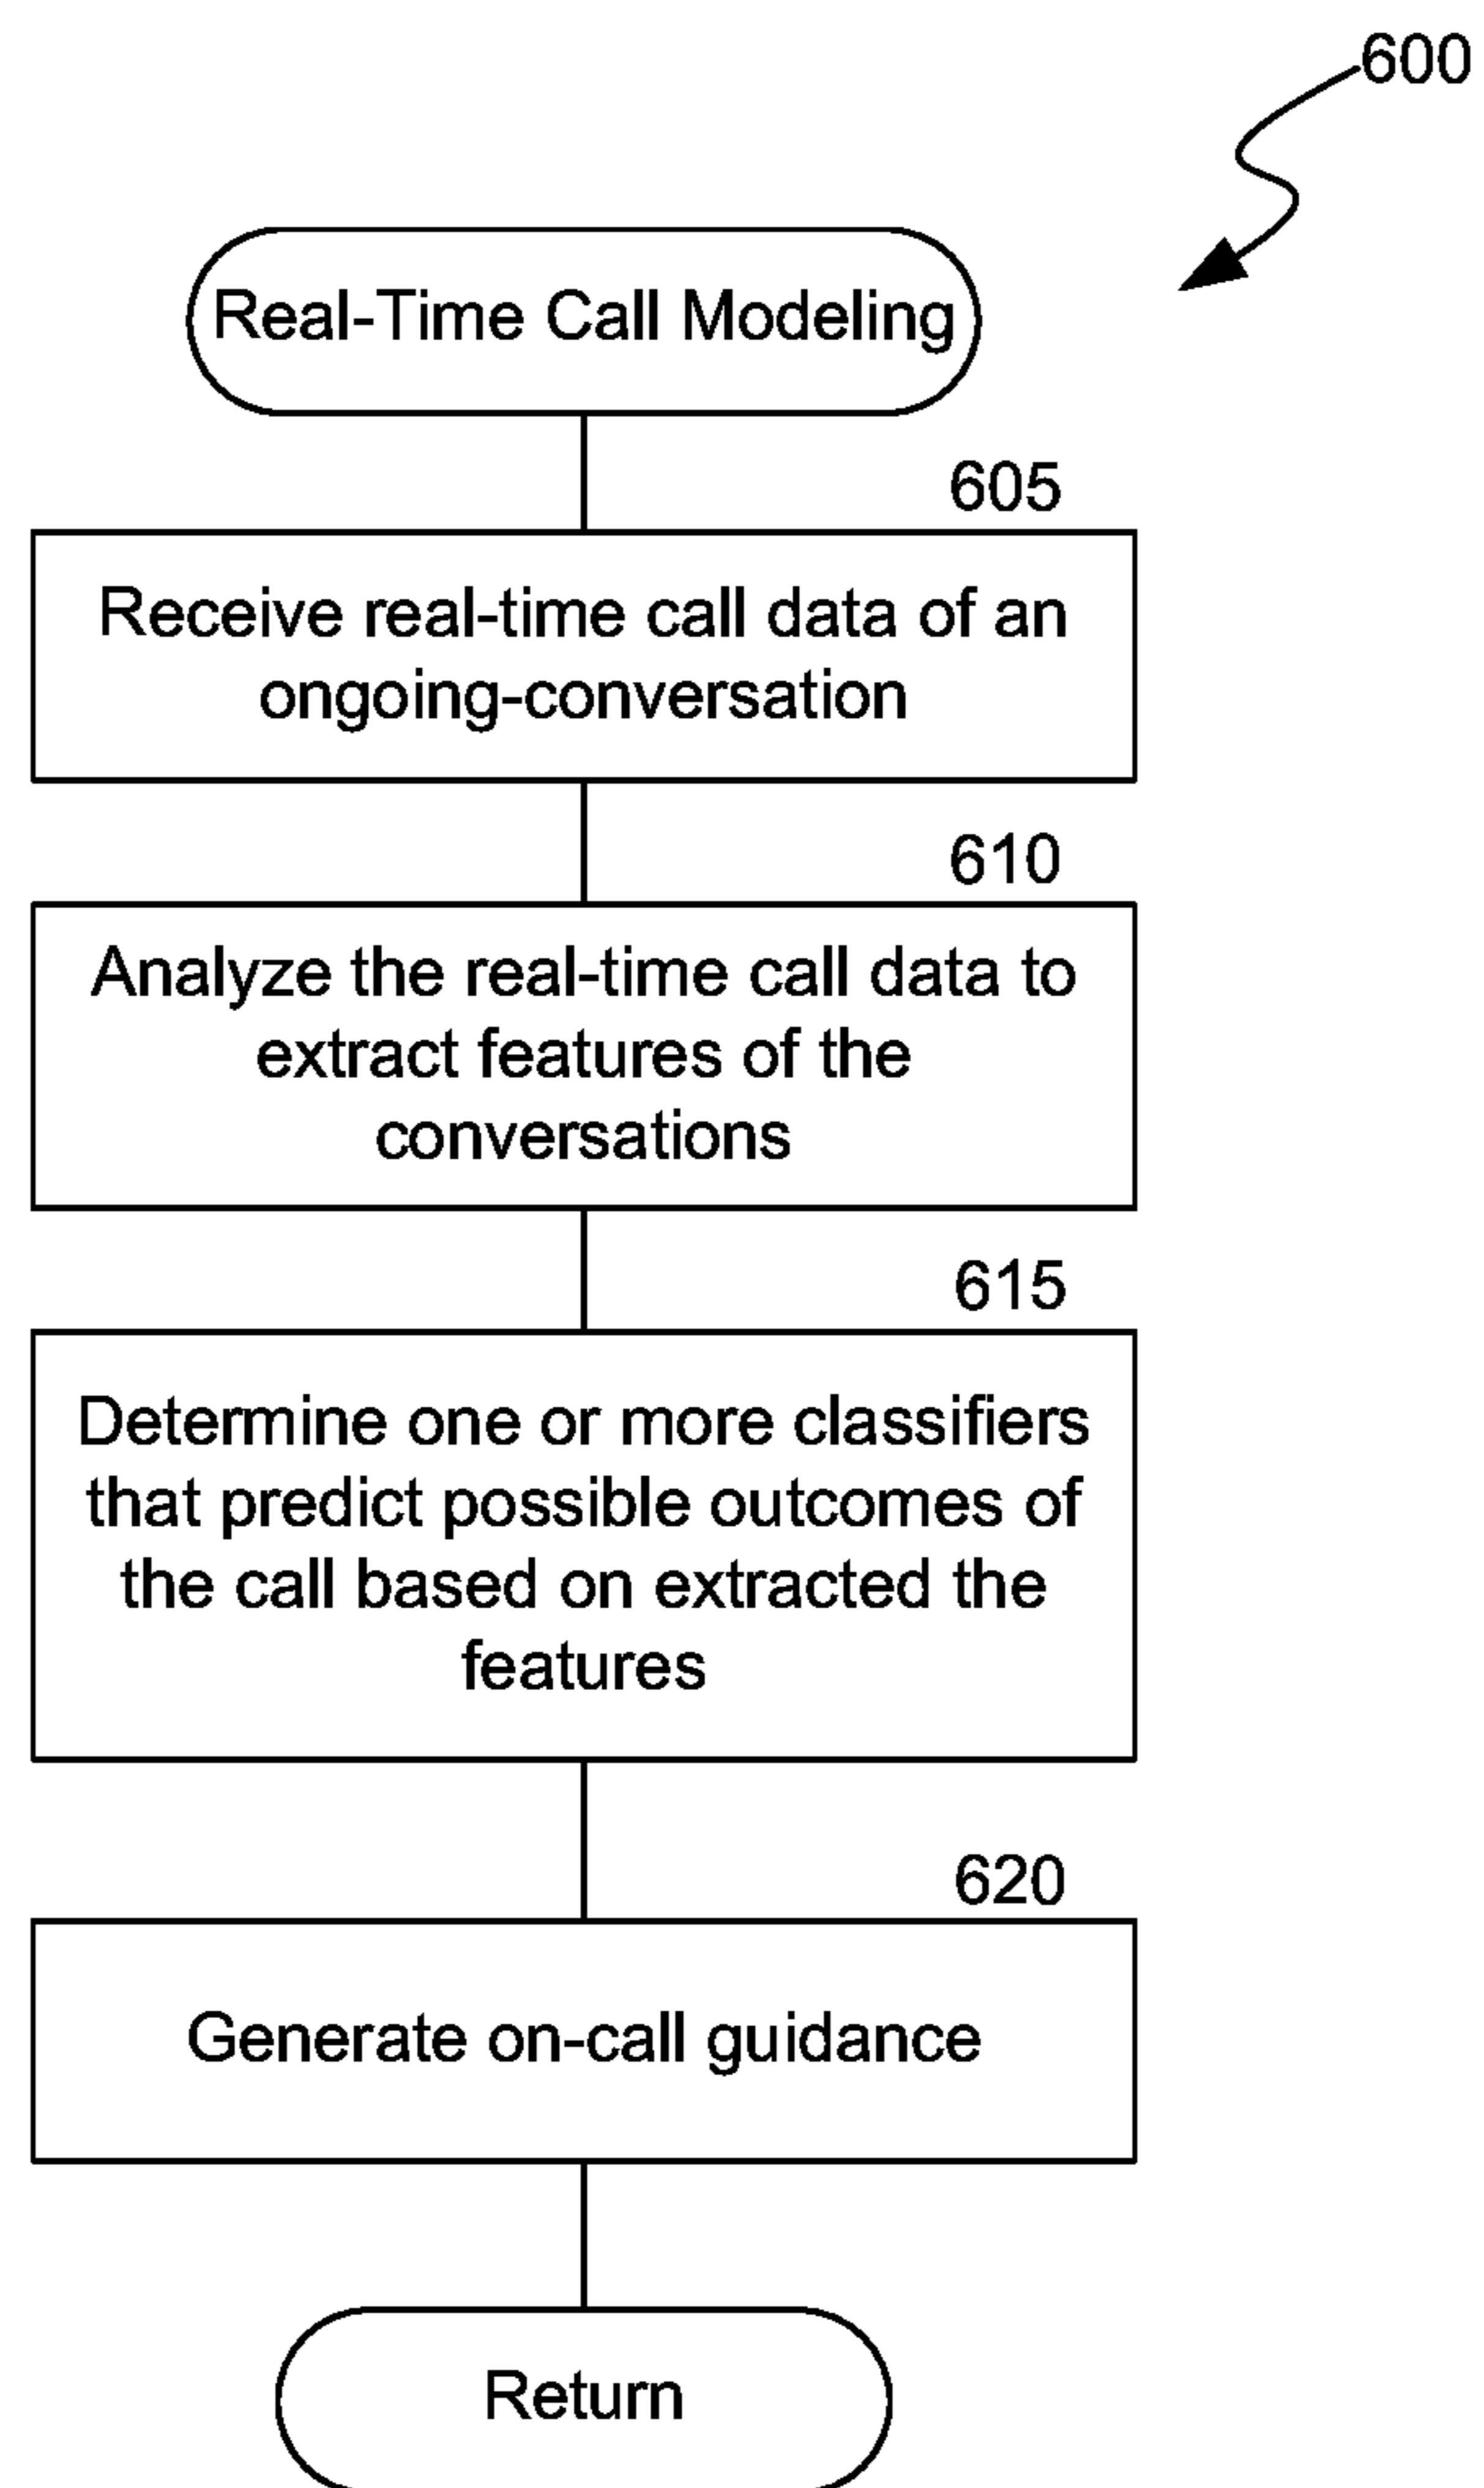 600
Real-Time Call Modeling
605
Receive real-time call data of an
ongoing-conversation
610
Analyze the real-time call data to
extract features of the
conversations
615
Determine one or more classifiers
that predict possible outcomes of
the call based on extracted the
features
620
Generate on-call guidance
Return